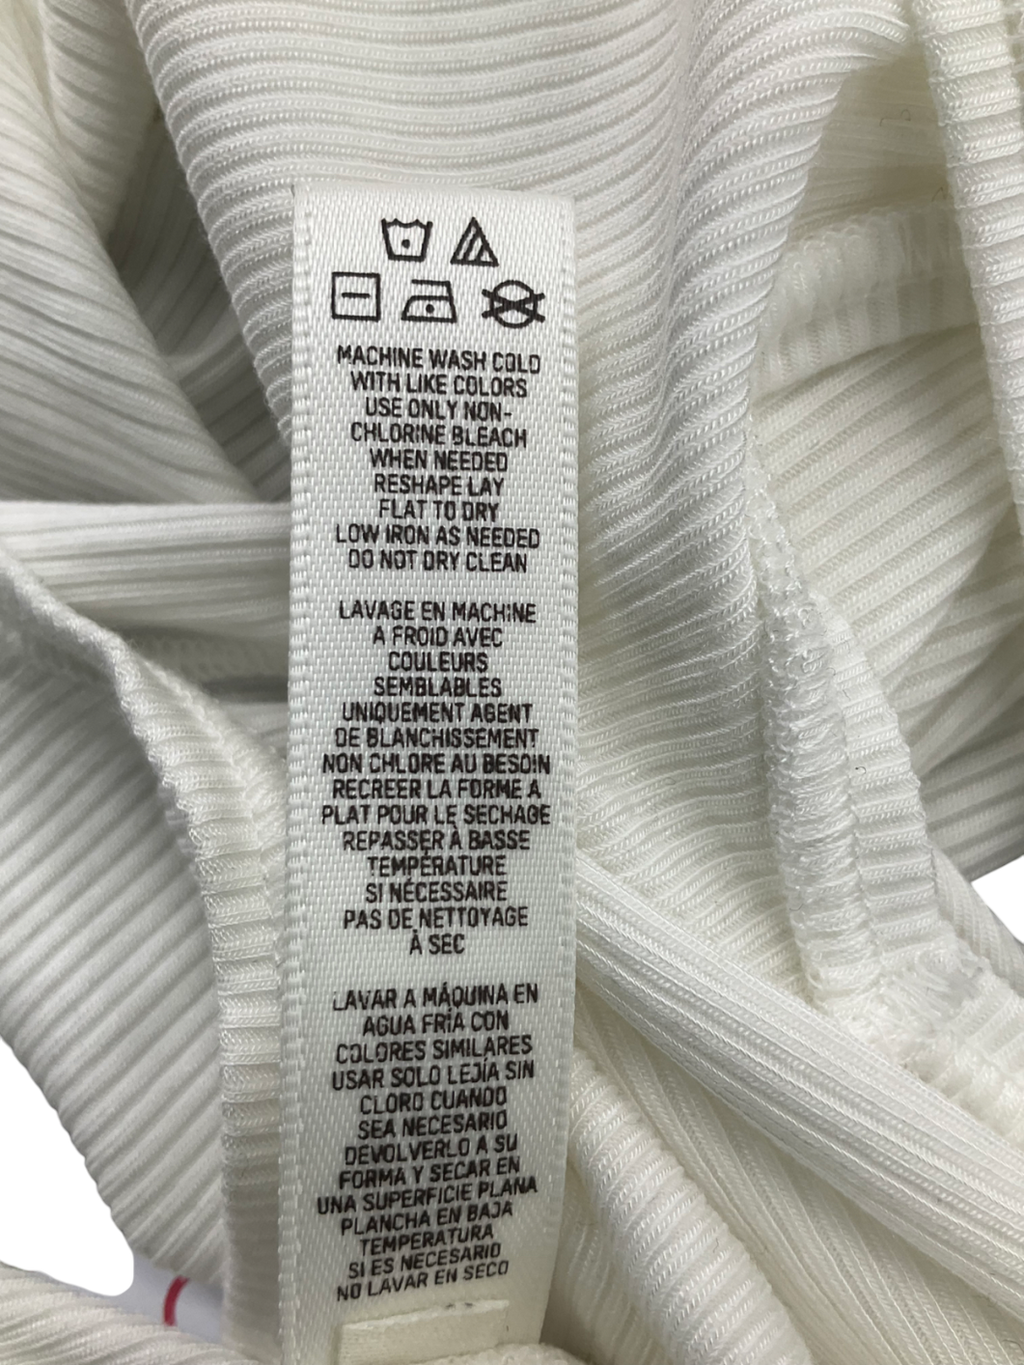 MACHINE WASH COLD
WITH LIKE COLORS
USE ONLY NON-
CHLORINE BLEACH
WHEN NEEDED
RESHAPE LAY
FLAT TO DRY
LOW IRON AS NEEDED
DO NOT DRY CLEAN
LAVAGE EN MACHINE
A FROID AVEC
COULEURS
SEMBLABLES
UNIQUEMENT AGENT
DE BLANCHISSEMENT
NON CHLORE AU BESOIN
RECREER LA FORME A
PLAT POUR LE SECHAGE
REPASSER À BASSE
TEMPÉRATURE
SI NÉCESSAIRE
PAS DE NETTOYAGE
À SEC
LAVAR A MÁQUINA EN
AGUA FRÍA CON
COLORES SIMILARES
USAR SOLO LEJÍA SIN
CLORO CUANDO
SEA NECESARIO
DEVOLVERLO A SU
FORMA Y SECAR EN
UNA SUPERFICIE PLANA
PLANCHA EN BAJA
TEMPERATURA
SI ES NECESARIO
NO LAVAR EN SECO